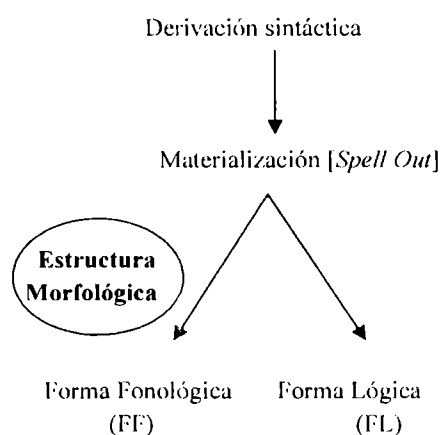 Derivación sintáctica
Materialización [Spell Out]
Estructura
Morfológica
Forma Fonológica
(FF)
Forma Lógica
(FL)